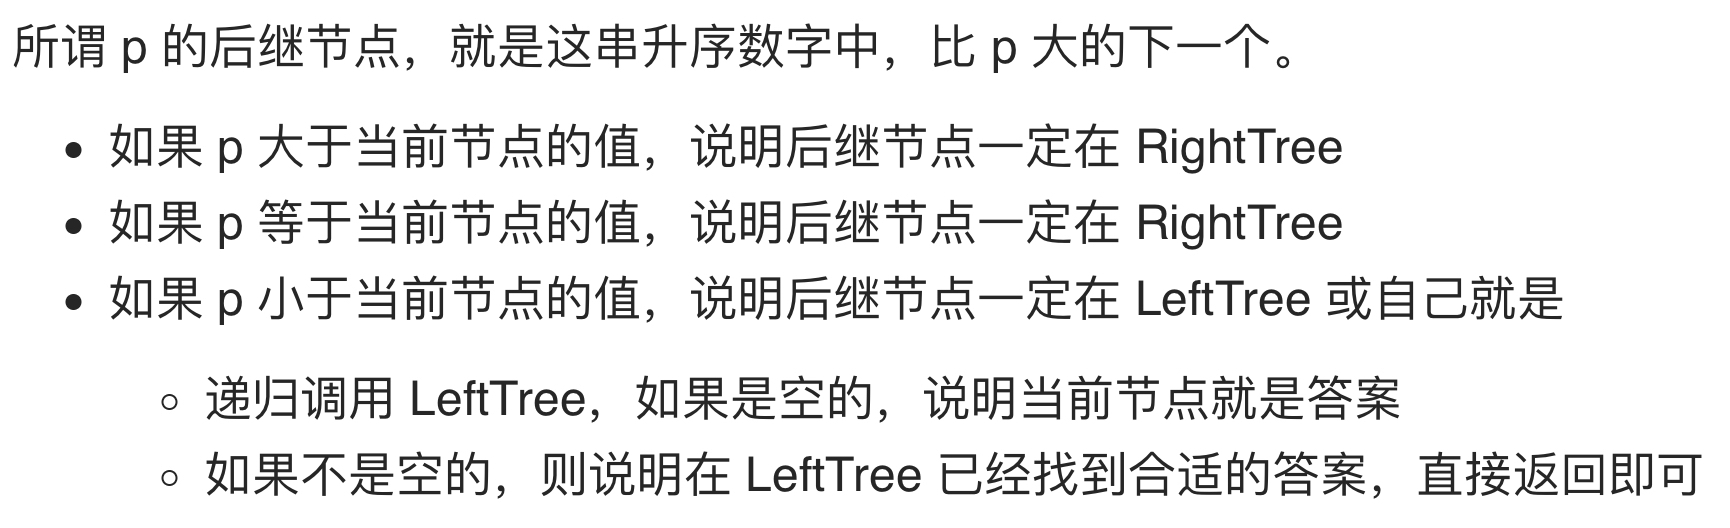 所谓 p 的后继节点，就是这串升序数字中，比 p 大的下一个。
如果 p 大于当前节点的值，说明后继节点一定在 RightTree
如果 p 等于当前节点的值，说明后继节点一定在 RightTree
如果 p 小于当前节点的值，说明后继节点一定在 LeftTree 或自己就是
递归调用 LeftTree，如果是空的，说明当前节点就是答案
如果不是空的，则说明在 LeftTree 已经找到合适的答案，直接返回即可